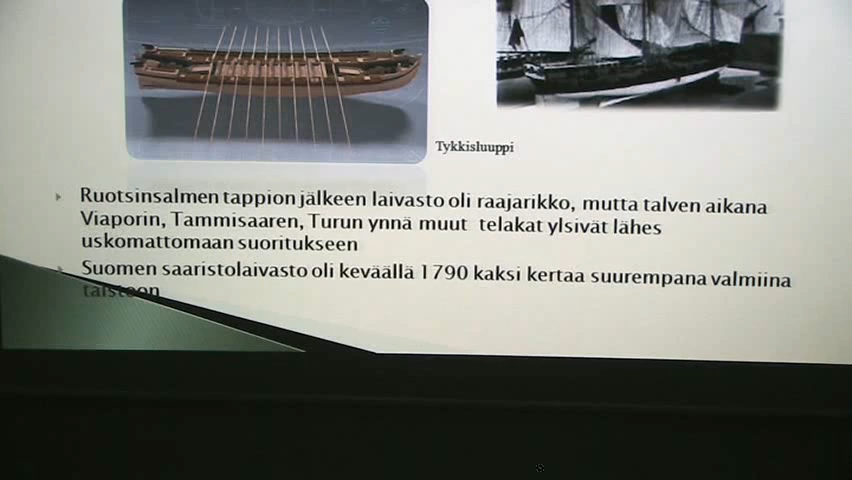 Tykkisluuppi
Ruotsinsalmen tappion jälkeen laivasto oli raajarikko, mutta talven aikana
Viaporin, Tammisaaren, Turun ynnä muut telakat ylsivät lähes
uskomattomaan suoritukseen
Suomen saaristolaivasto oli keväällä 1790 kaksi kertaa suurempana valmiina
taistoon